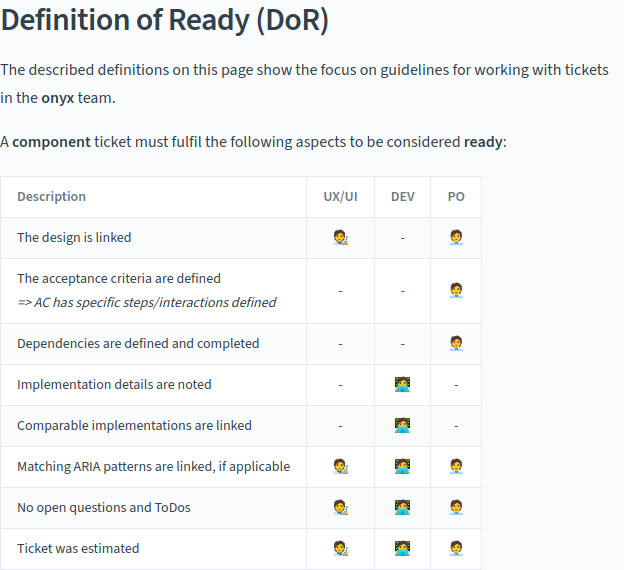 Definition of Ready (DoR)
The described definitions on this page show the focus on guidelines for working with tickets
in the onyx team.
A component ticket must fulfil the following aspects to be considered ready:
Description UX/UI DEV PO
The design is linked 🧑‍🎨 - 🧑‍💼
The acceptance criteria are defined
=> AC has specific steps/interactions defined - - 🧑‍💼
Dependencies are defined and completed - - 🧑‍💼
Implementation details are noted - 🧑‍💻 -
Comparable implementations are linked - 🧑‍💻 -
Matching ARIA patterns are linked, if applicable 🧑‍🎨 🧑‍💻 🧑‍💼
No open questions and ToDos 🧑‍🎨 🧑‍💻 🧑‍💼
Ticket was estimated 🧑‍🎨 🧑‍💻 🧑‍💼